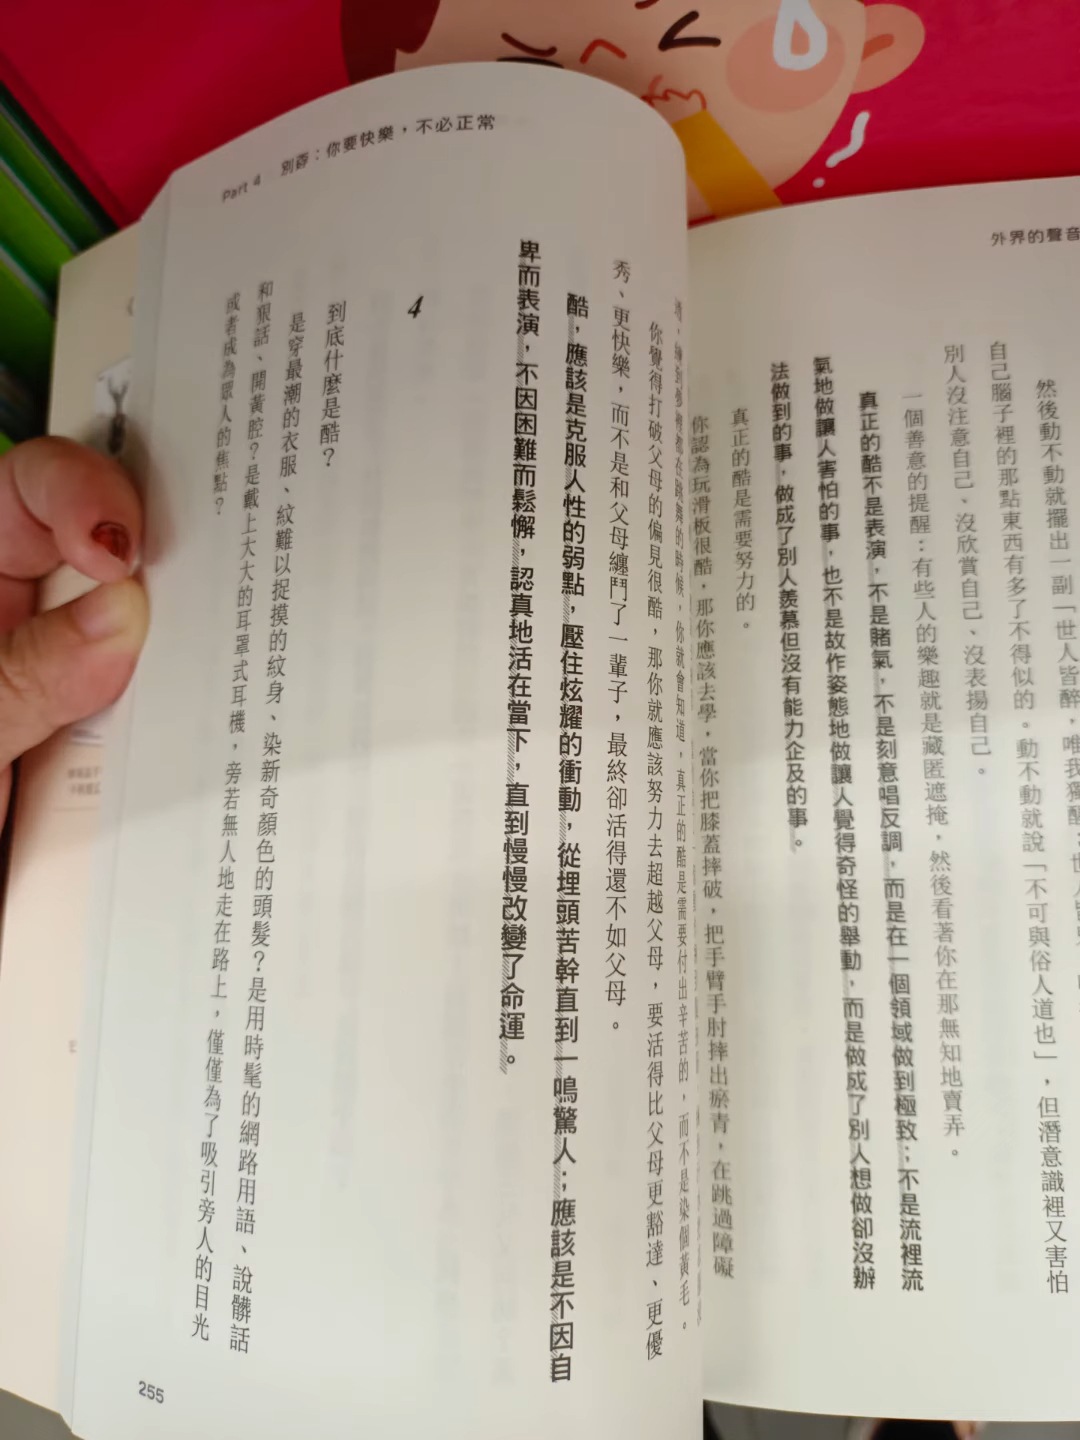 外界的聲音
然後動不動就擺出一副「世人皆醉，唯我獨醒；世
自己腦子裡的那點東西有多了不得似的。動不動就說「不可與俗人道也」，但潛意識裡又害怕
別人沒注意自己、沒欣賞自己、沒表揚自己。
一個善意的提醒：有些人的樂趣就是藏匿遮掩，然後看著你在那無知地賣弄。
真正的酷不是表演，不是賭氣，不是刻意唱反調，而是在一個領域做到極致；不是流裡流
氣地做讓人害怕的事，也不是故作姿態地做讓人覺得奇怪的舉動，而是做成了別人想做卻沒辦
法做到的事，做成了別人羨慕但沒有能力企及的事。
真正的酷是需要努力的。
你認為玩滑板很酷，那你應該去學，當你把膝蓋摔破，把手臂手肘摔出瘀青，在跳過障礙
的時候，你就會知道，真正的酷是需要付出辛苦的，而不是染個黃毛。
你覺得打破父母的偏見很酷，那你就應該努力去超越父母，要活得比父母更豁達、更優
秀、更快樂，而不是和父母纏鬥了一輩子，最終卻活得還不如父母。
酷，應該是克服人性的弱點，壓住炫耀的衝動，從埋頭苦幹直到一鳴驚人；應該是不因自
卑而表演，不因困難而鬆懈，認真地活在當下，直到慢慢改變了命運。
4
到底什麼是酷？
是穿最潮的衣服、紋難以捉摸的紋身、染新奇顏色的頭髮？是用時髦的網路用語、說髒話
和狠話、開黃腔？是戴上大大的耳罩式耳機，旁若無人地走在路上，僅僅為了吸引旁人的目光
或者成為眾人的焦點？
Part 4 別孬：你要快樂，不必正常
255